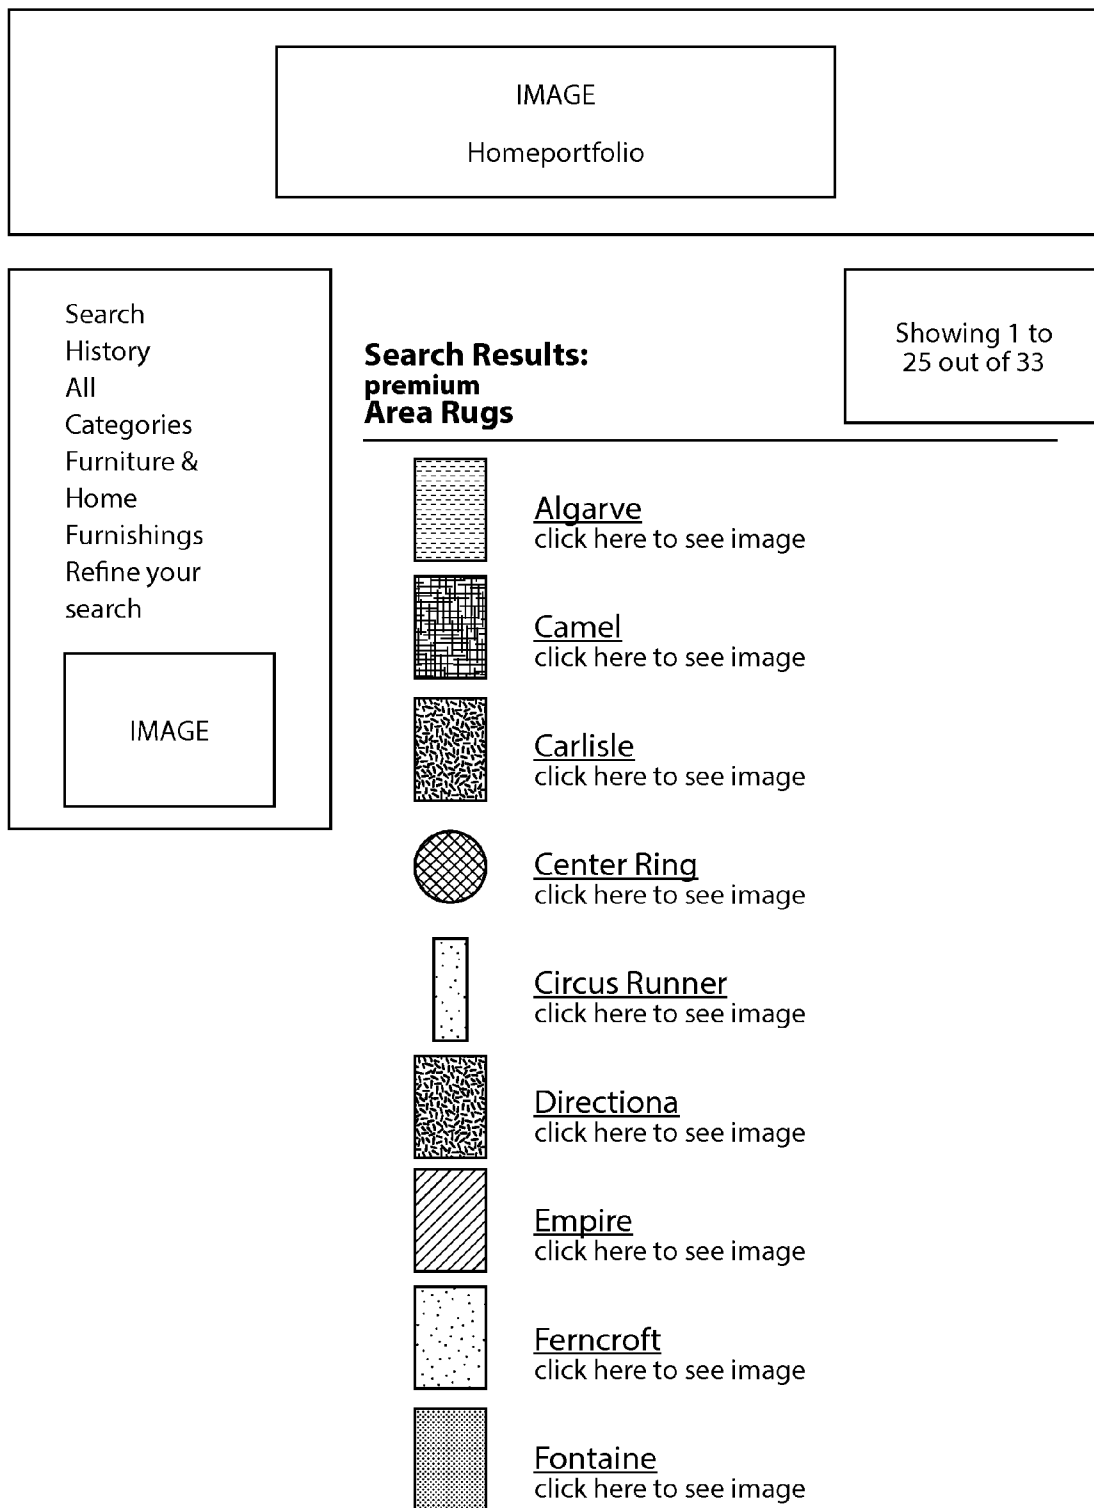 IMAGE
Homeportfolio
Search
History
All
Categories
Furniture &
Home
Furnishings
Refine your
search
IMAGE
Showing 1 to
25 out of 33
Search Results:
premium
Area Rugs
Algarve
click here to see image
Camel
click here to see image
Carlisle
click here to see image
Center Ring
click here to see image
Circus Runner
click here to see image
Directiona
click here to see image
Empire
click here to see image
Ferncroft
click here to see image
Fontaine
click here to see image